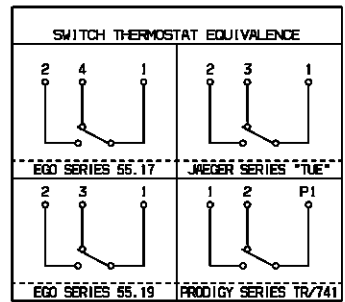 SWITCH THERMOSTAT EQUIVALENCE
2 4 1
EGO SERIES 55.17
2 3 1
JAEGER SERIES "TUE"
2 3 1
EGO SERIES 55.19
1 2 P1
PRODIGY SERIES TR/741